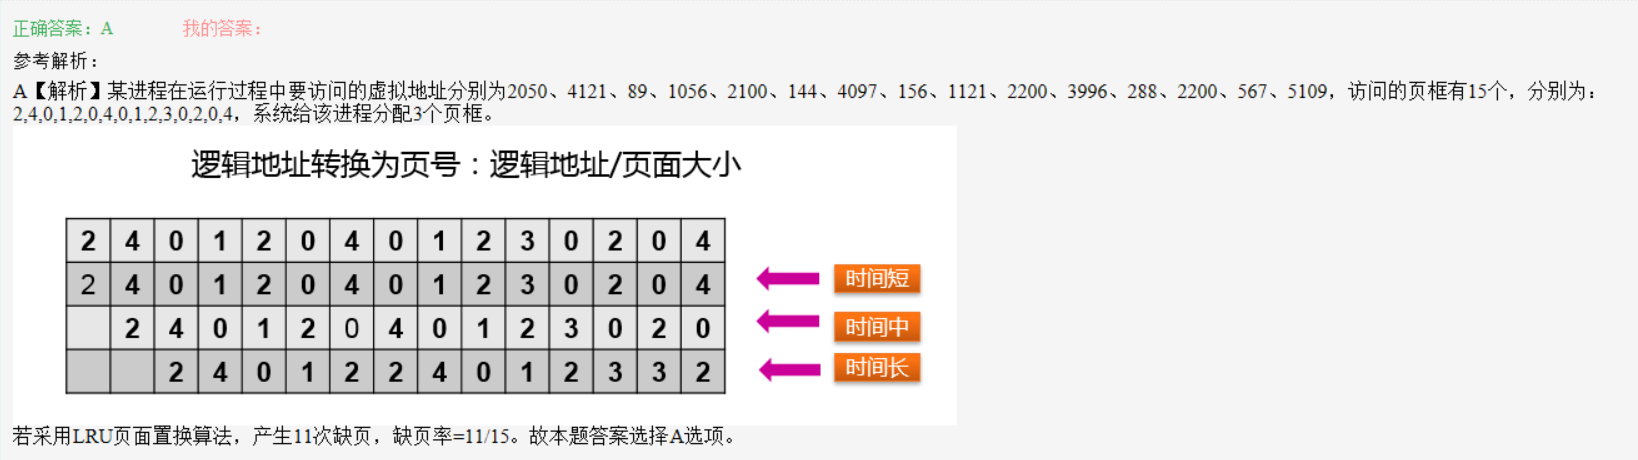 正确答案：A 我的答案：
参考解析：
A【解析】某进程在运行过程中要访问的虚拟地址分别为2050、4121、89、1056、2100、144、4097、156、1121、2200、3996、288、2200、567、5109，访问的页框有15个，分别为：
2,4,0,1,2,0,4,0,1,2,3,0,2,0,4，系统给该进程分配3个页框。
逻辑地址转换为页号：逻辑地址/页面大小
2 4 0 1 2 0 4 0 1 2 3 0 2 0 4
2 4 0 1 2 0 4 0 1 2 3 0 2 0 4 时间短
2 4 0 1 2 0 4 0 1 2 3 0 2 0 时间中
2 4 0 1 2 2 4 0 1 2 3 3 2 时间长
若采用LRU页面置换算法，产生11次缺页，缺页率=11/15。故本题答案选择A选项。